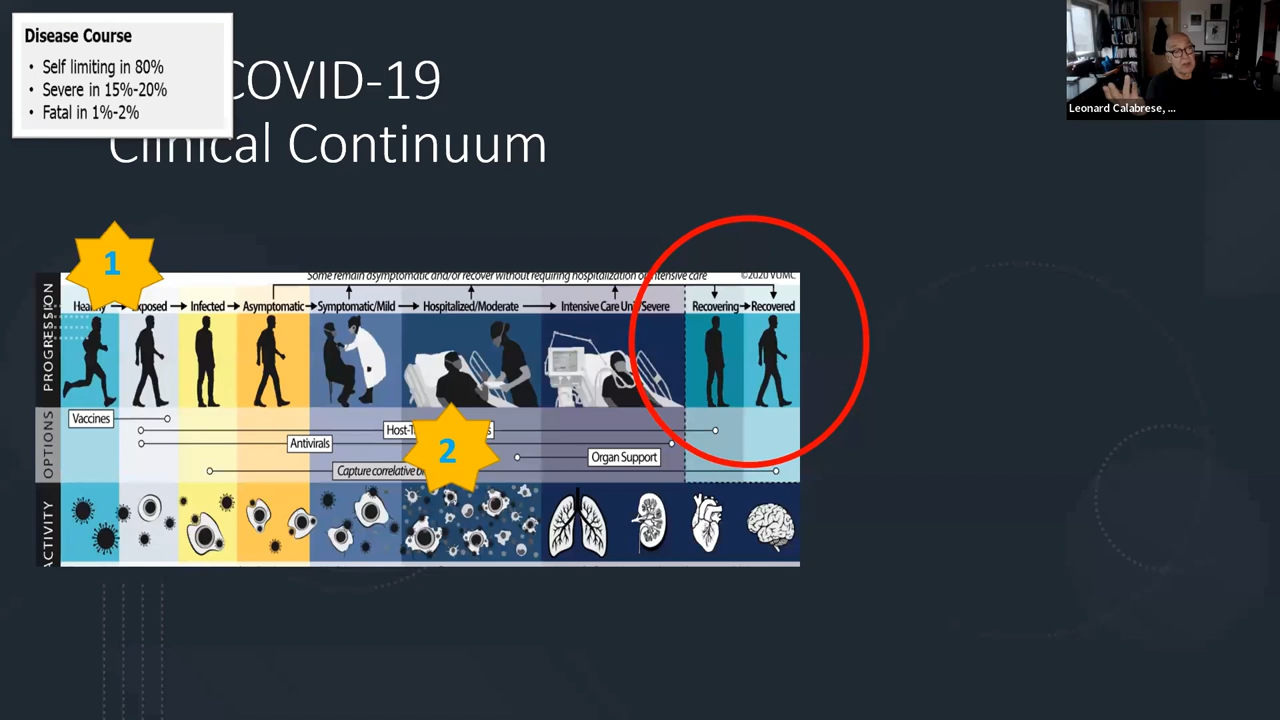 Disease Course
• Self limiting in 80%
• Severe in 15%-20%
• Fatal in 1%-2%
COVID-19
Clinical Continuum
Leonard Calabrese, ...
1
Some remain asymptomatic and/or recover without requiring hospitalization or intensive care
©2020 VUMC
PROGRESSION
Exposed
Infected
Asymptomatic
Symptomatic/Mild
Hospitalized/Moderate
Intensive Care Unit/Severe
Recovering
Recovered
OPTIONS
Vaccines
Antivirals
2
Organ Support
Capture correlative
ACTIVITY